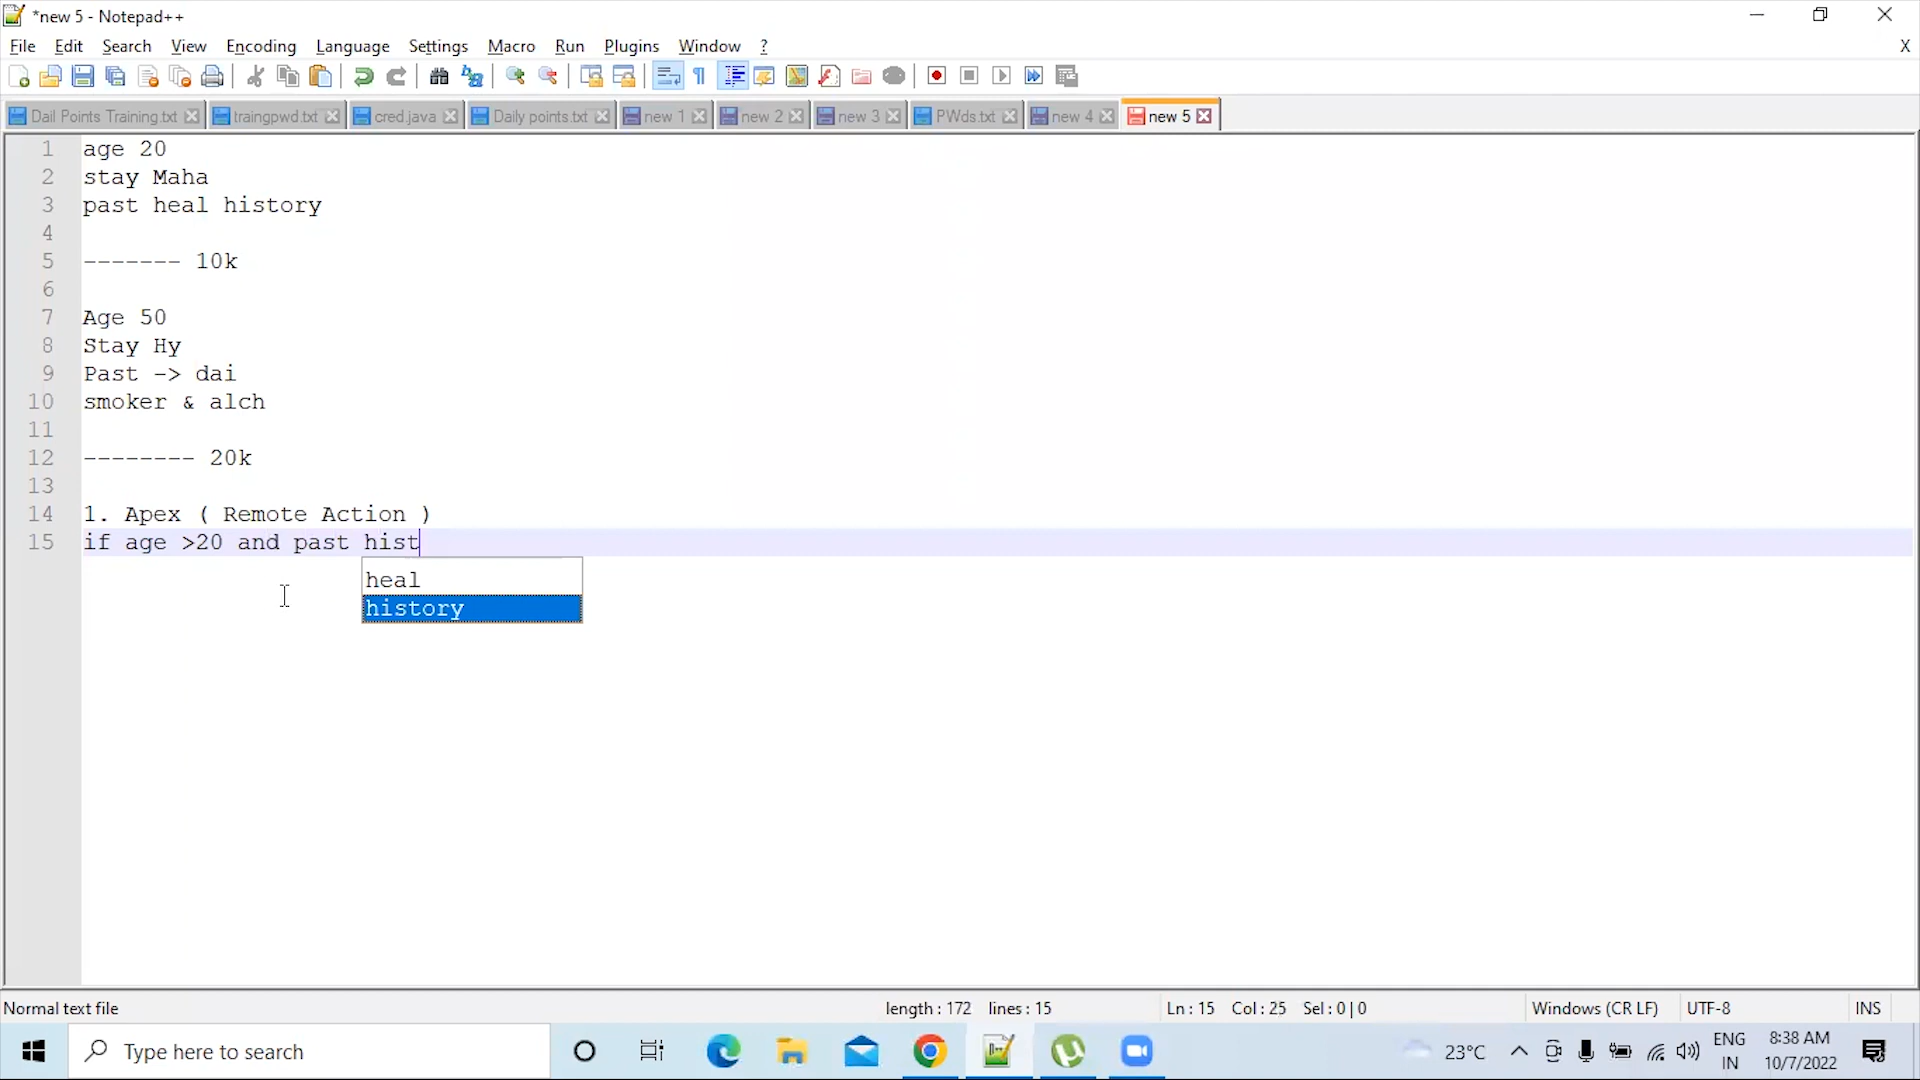 *new 5 - Notepad++
File Edit Search View Encoding Language Settings Macro Run Plugins Window ? X
Dail Points Training.txt traingpwd.txt cred.java Daily points.txt new 1 new 2 new 3 PWds.txt new 4 new 5
1 age 20
2 stay Maha
3 past heal history
4
5 ------- 10k
6
7 Age 50
8 Stay Hy
9 Past -> dai
10 smoker & alch
11
12 -------- 20k
13
14 1. Apex ( Remote Action )
15 if age >20 and past hist
heal
history
Normal text file length : 172 lines : 15 Ln : 15 Col : 25 Sel : 0 | 0 Windows (CR LF) UTF-8 INS
Type here to search 23°C ENG 8:38 AM
IN 10/7/2022